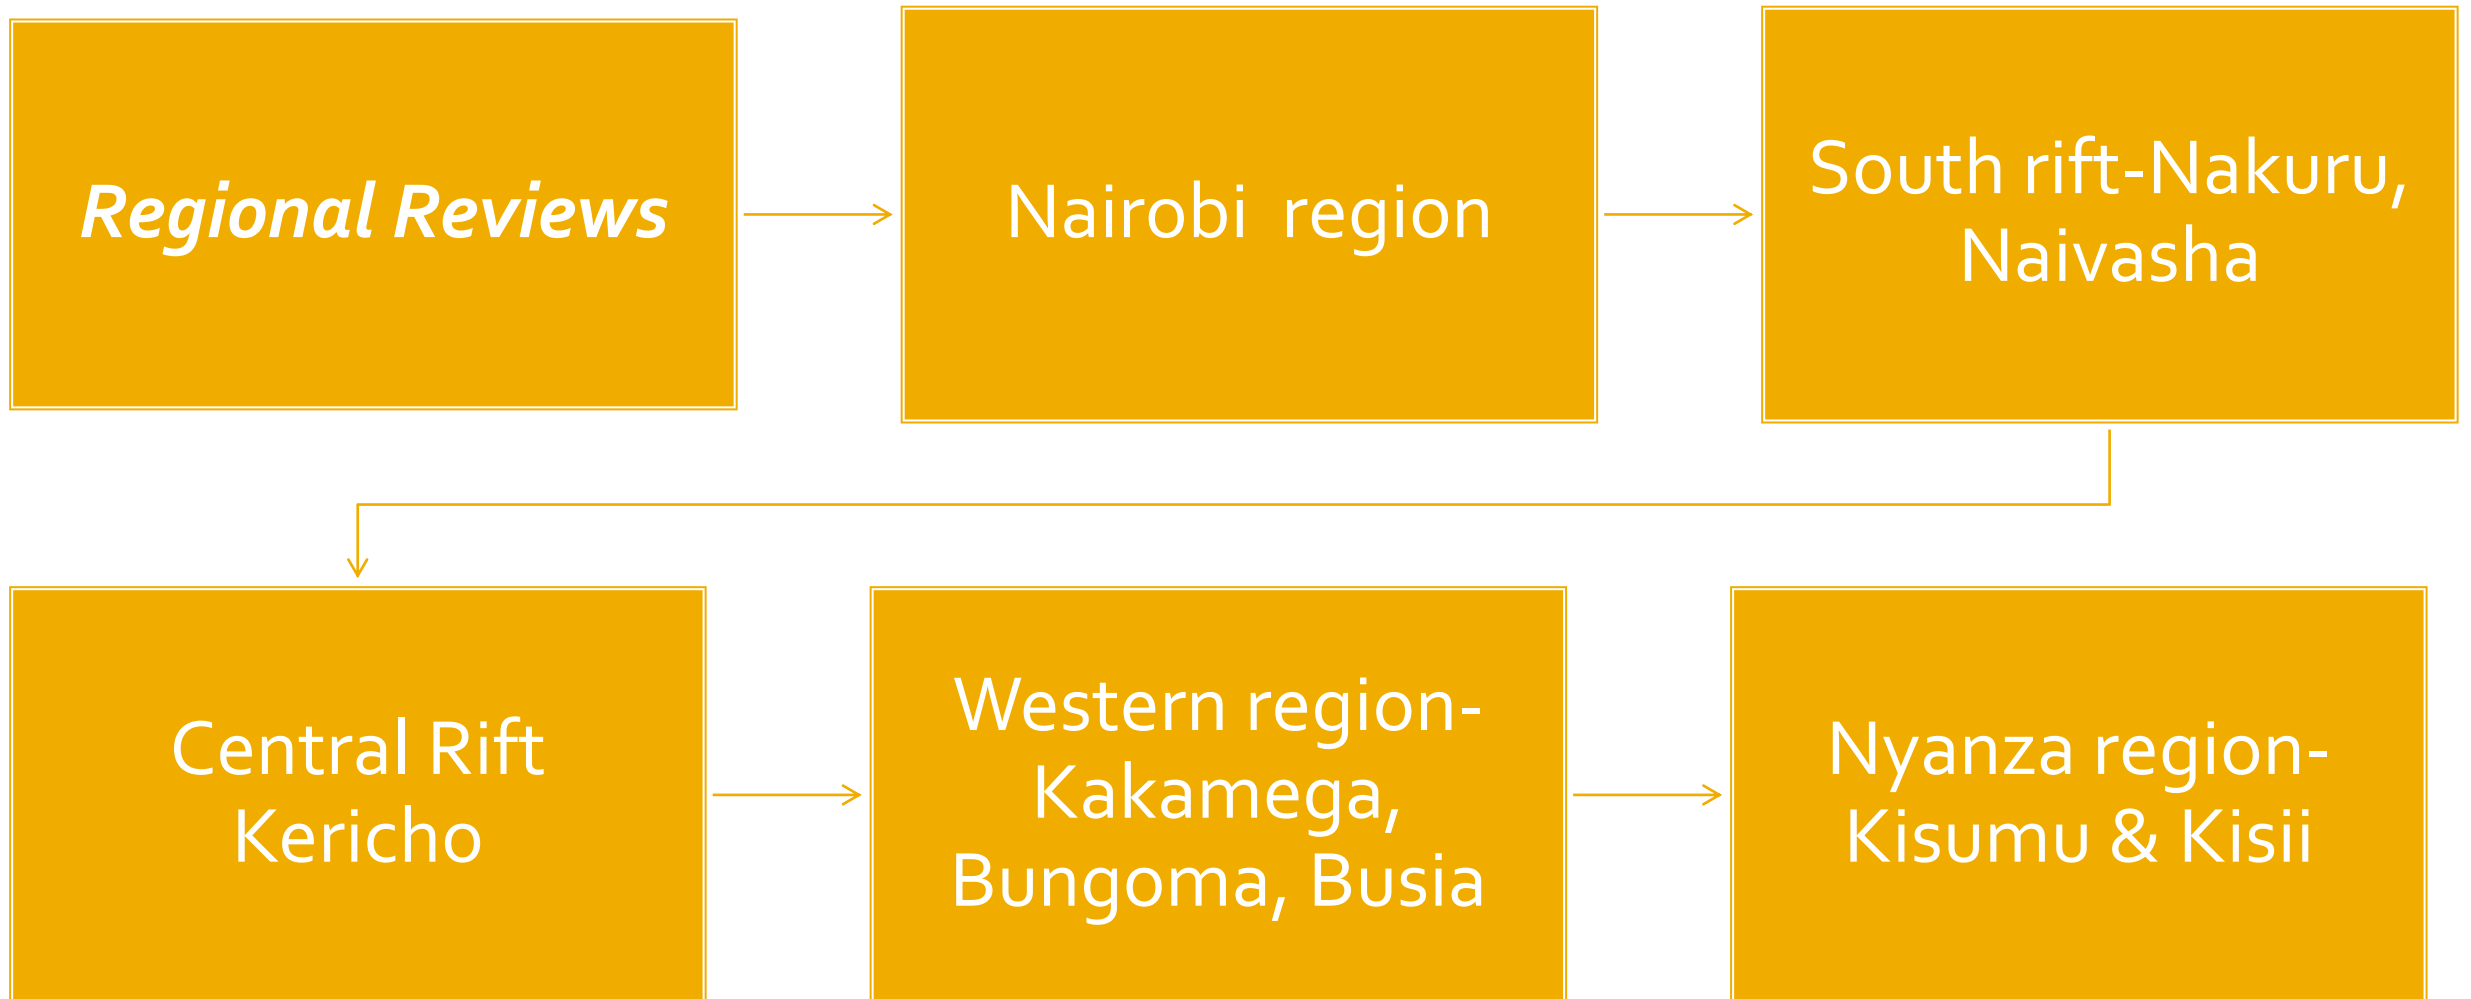 Regional Reviews
Nairobi  region
South rift-Nakuru,
Naivasha
Central Rift
Kericho
Western region-
Kakamega,
Bungoma, Busia
Nyanza region-
Kisumu & Kisii